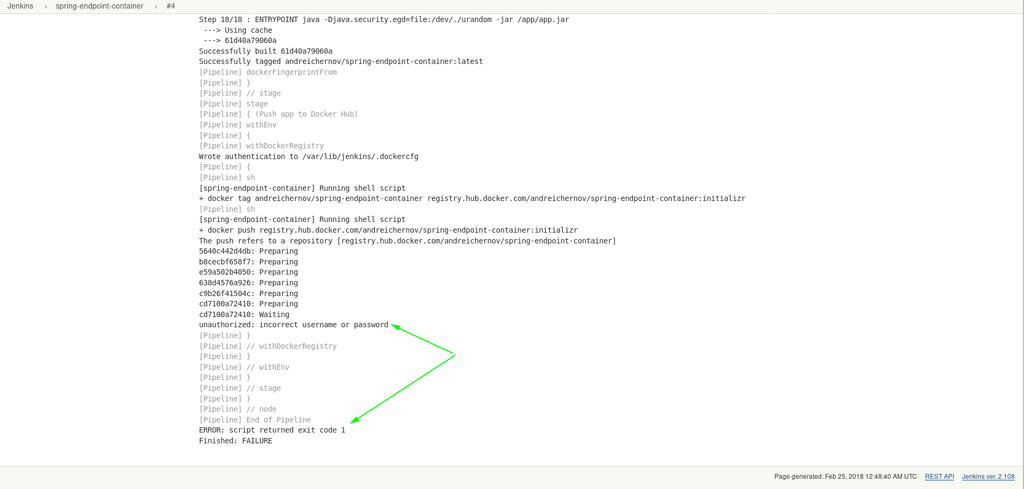 Jenkins › spring-endpoint-container › #4
Step 18/18 : ENTRYPOINT java -Djava.security.egd=file:/dev/./urandom -jar /app/app.jar
---> Using cache
---> 61d40a79060a
Successfully built 61d40a79060a
Successfully tagged andreichernov/spring-endpoint-container:latest
[Pipeline] dockerFingerprintFrom
[Pipeline] }
[Pipeline] // stage
[Pipeline] stage
[Pipeline] { (Push app to Docker Hub)
[Pipeline] withEnv
[Pipeline] {
[Pipeline] withDockerRegistry
Wrote authentication to /var/lib/jenkins/.dockercfg
[Pipeline] {
[Pipeline] sh
[spring-endpoint-container] Running shell script
+ docker tag andreichernov/spring-endpoint-container registry.hub.docker.com/andreichernov/spring-endpoint-container:initializr
[Pipeline] sh
[spring-endpoint-container] Running shell script
+ docker push registry.hub.docker.com/andreichernov/spring-endpoint-container:initializr
The push refers to a repository [registry.hub.docker.com/andreichernov/spring-endpoint-container]
5640c442d4db: Preparing
b8cecbf658f7: Preparing
e59a502b4050: Preparing
638d4576a926: Preparing
c9b26f41504c: Preparing
cd7100a72410: Preparing
cd7100a72410: Waiting
unauthorized: incorrect username or password
[Pipeline] }
[Pipeline] // withDockerRegistry
[Pipeline] }
[Pipeline] // withEnv
[Pipeline] }
[Pipeline] // stage
[Pipeline] }
[Pipeline] // node
[Pipeline] End of Pipeline
ERROR: script returned exit code 1
Finished: FAILURE
Page generated: Feb 25, 2018 12:48:40 AM UTC REST API Jenkins ver. 2.108